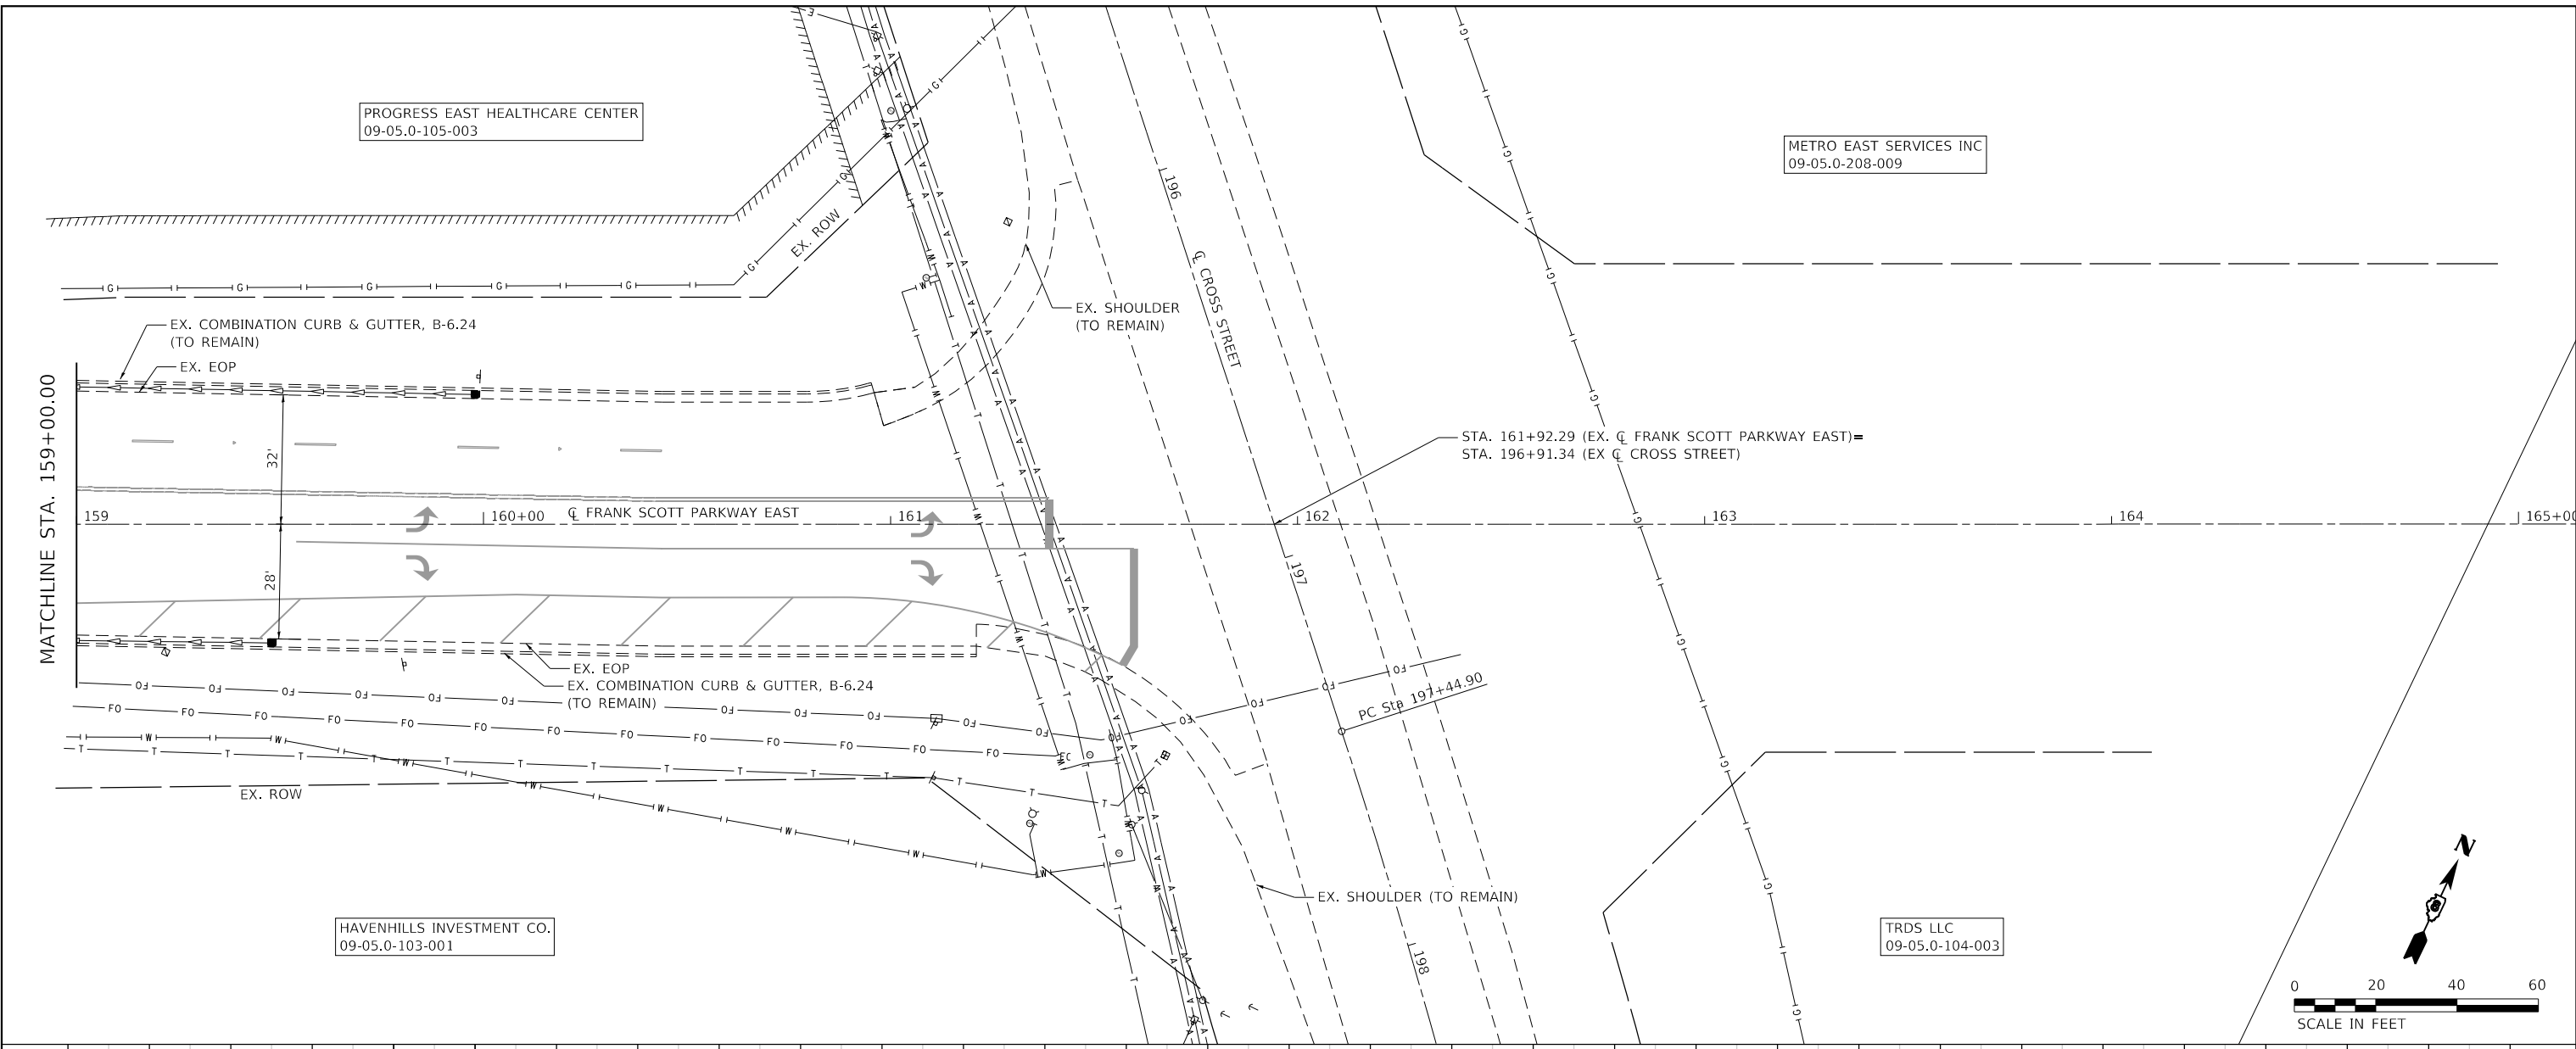 PROGRESS EAST HEALTHCARE CENTER
09-05.0-105-003
METRO EAST SERVICES INC
09-05.0-208-009
196
EX. ROW
℄ CROSS STREET
EX. SHOULDER
(TO REMAIN)
EX. COMBINATION CURB & GUTTER, B-6.24
(TO REMAIN)
EX. EOP
MATCHLINE STA. 159+00.00
32'
STA. 161+92.29 (EX. ℄ FRANK SCOTT PARKWAY EAST)=
STA. 196+91.34 (EX ℄ CROSS STREET)
159
160+00
℄ FRANK SCOTT PARKWAY EAST
161
162
163
164
165+00
28'
197
EX. EOP
EX. COMBINATION CURB & GUTTER, B-6.24
(TO REMAIN)
PC Sta 197+44.90
EX. ROW
EX. SHOULDER (TO REMAIN)
198
HAVENHILLS INVESTMENT CO.
09-05.0-103-001
TRDS LLC
09-05.0-104-003
N
0 20 40 60
SCALE IN FEET